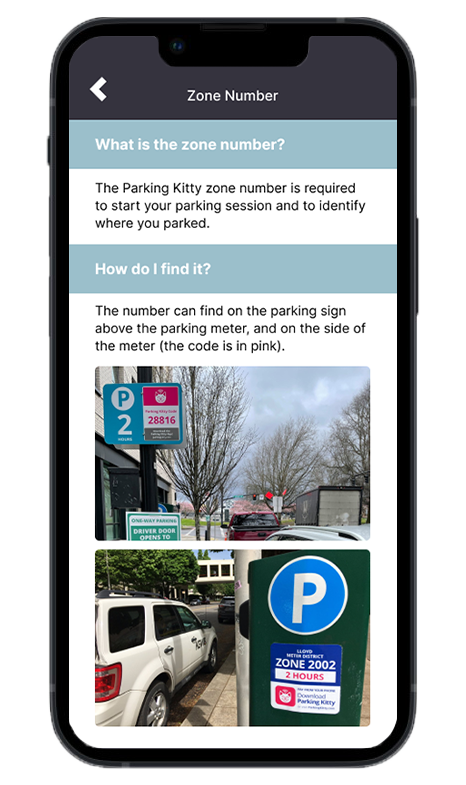 Zone Number
What is the zone number?
The Parking Kitty zone number is required
to start your parking session and to identify
where you parked.
How do I find it?
The number can find on the parking sign
above the parking meter, and on the side of
the meter (the code is in pink).
P
2
HOURS
Parking Kitty Code
28816
ONE-WAY PARKING
DRIVER DOOR
OPENS TO
P
LLOYD
METER DISTRICT
ZONE 2002
2 HOURS
PAY FROM YOUR PHONE
Download
Parking Kitty